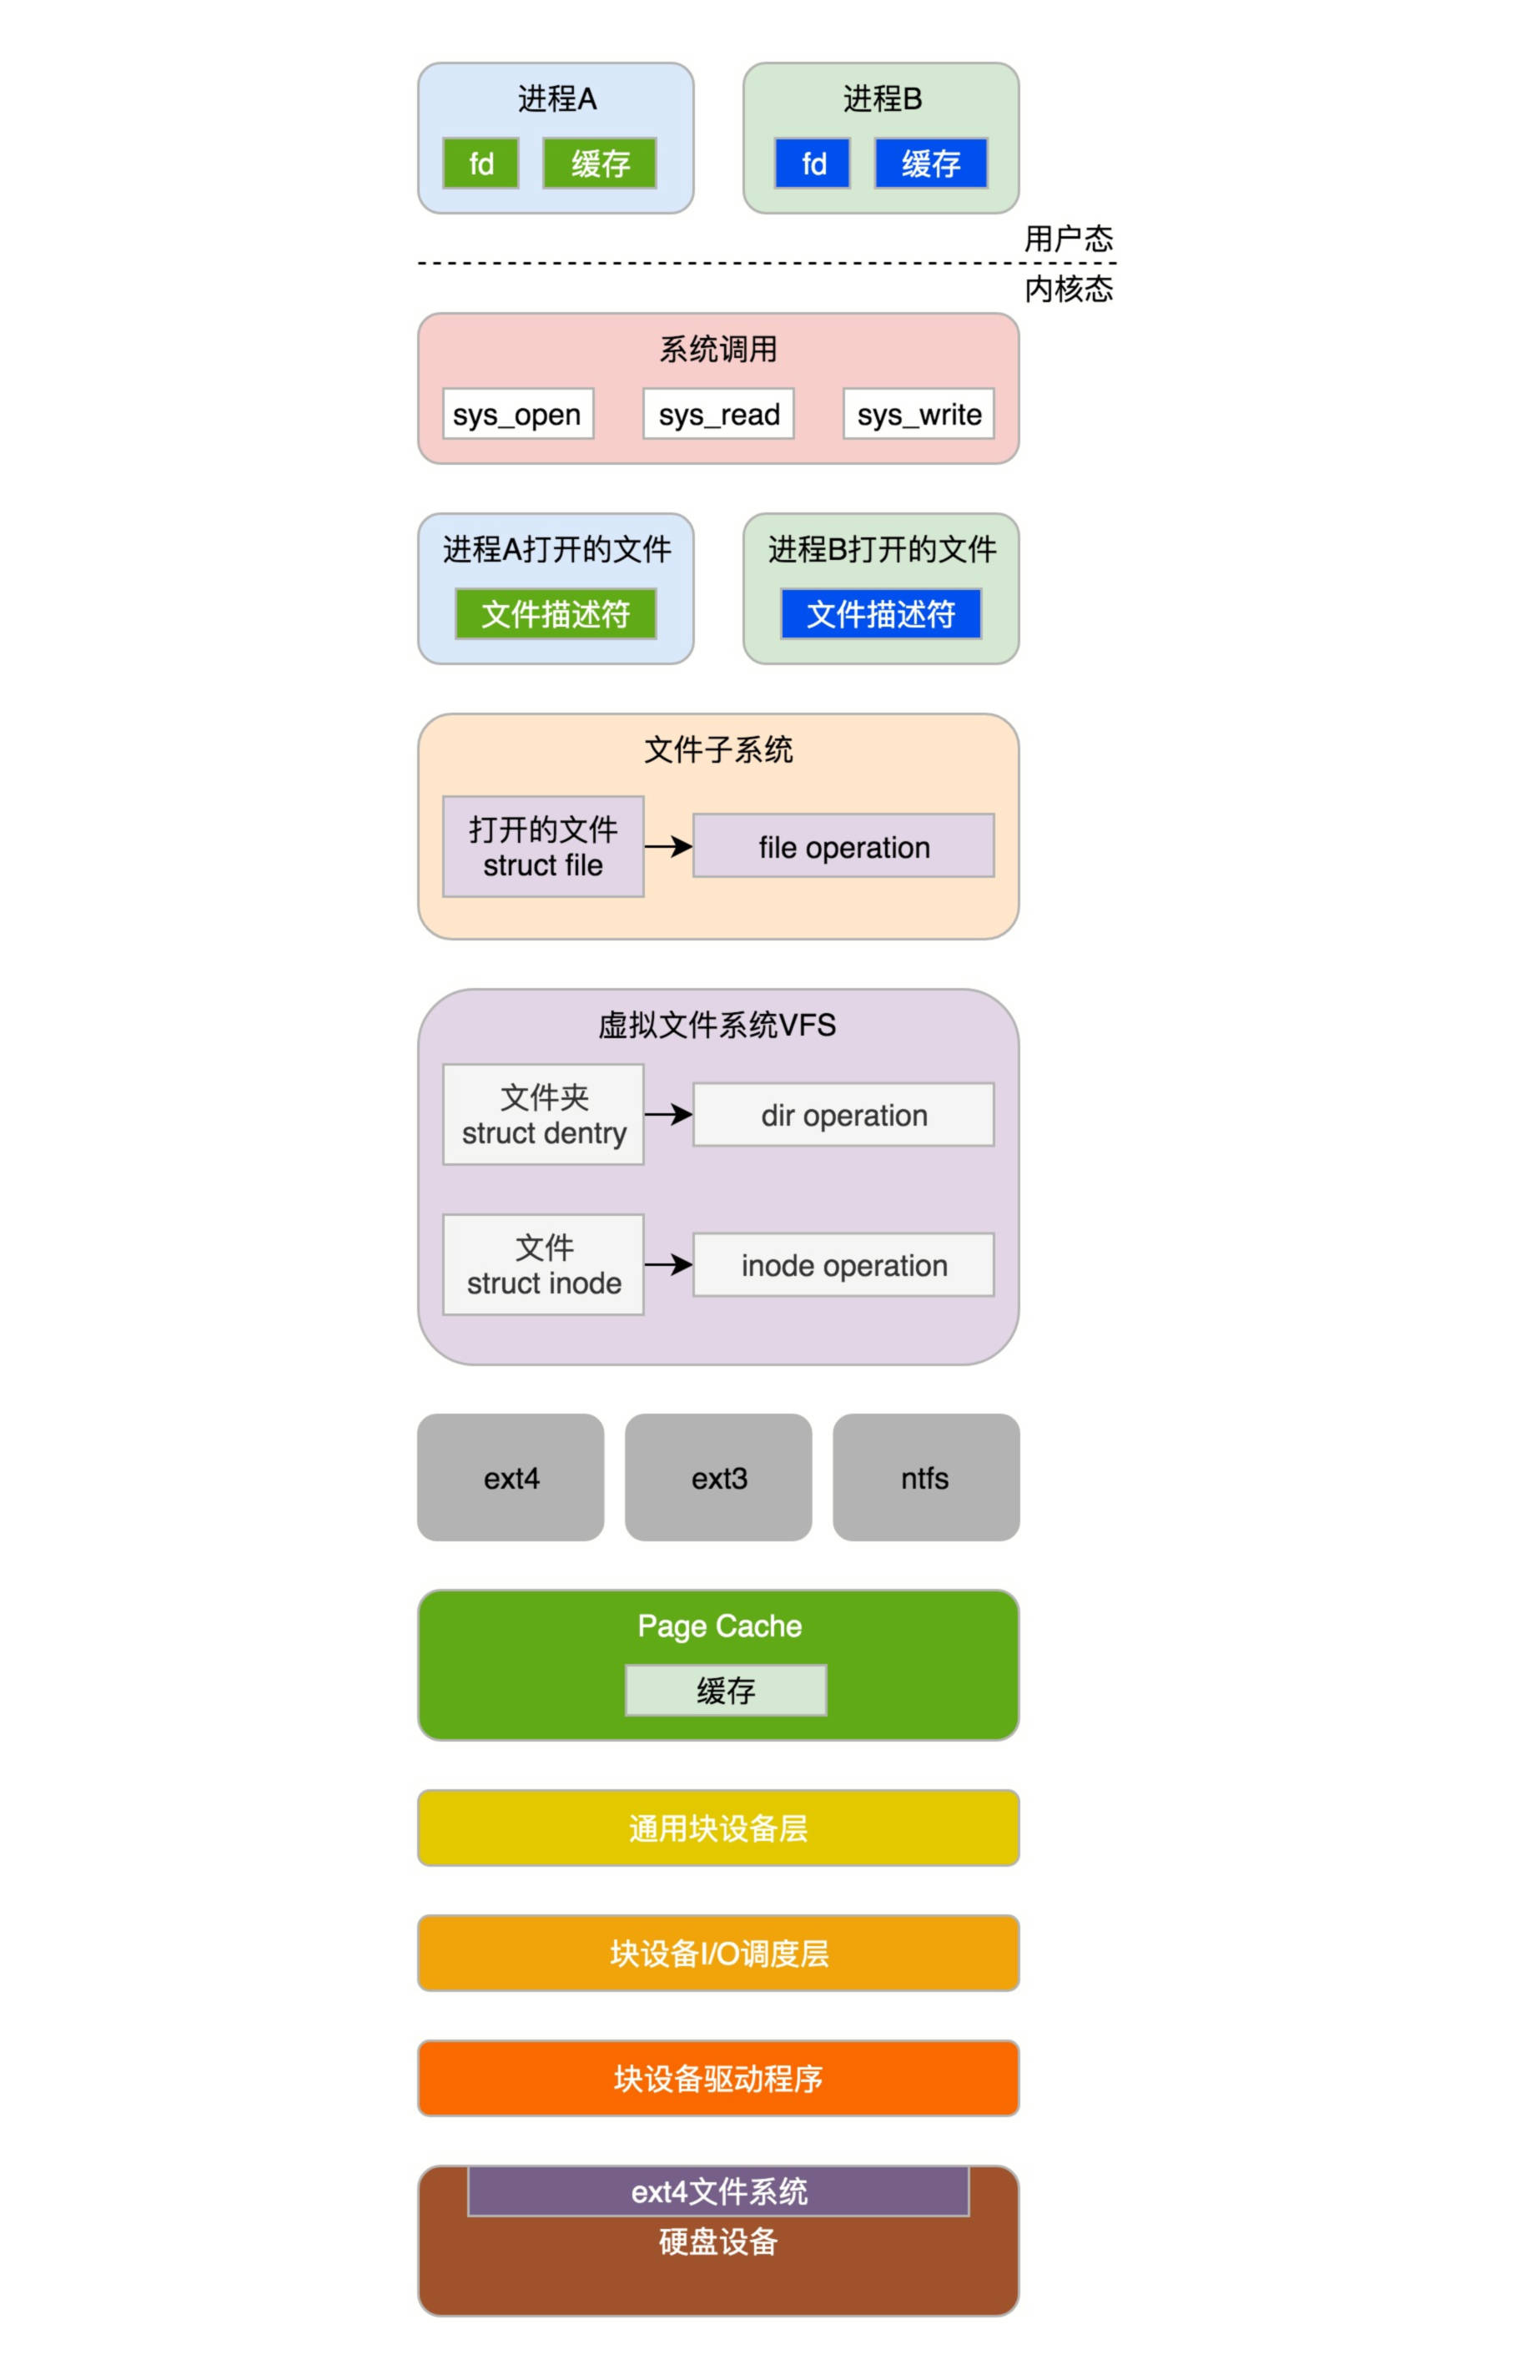 进程A
进程B
fd
缓存
fd
缓存
用户态
内核态
系统调用
sys_open
sys_read
sys_write
进程A打开的文件
进程B打开的文件
文件描述符
文件描述符
文件子系统
打开的文件
struct file
file operation
虚拟文件系统VFS
文件夹
struct dentry
dir operation
文件
struct inode
inode operation
ext4
ext3
ntfs
Page Cache
缓存
通用块设备层
块设备I/O调度层
块设备驱动程序
ext4文件系统
硬盘设备